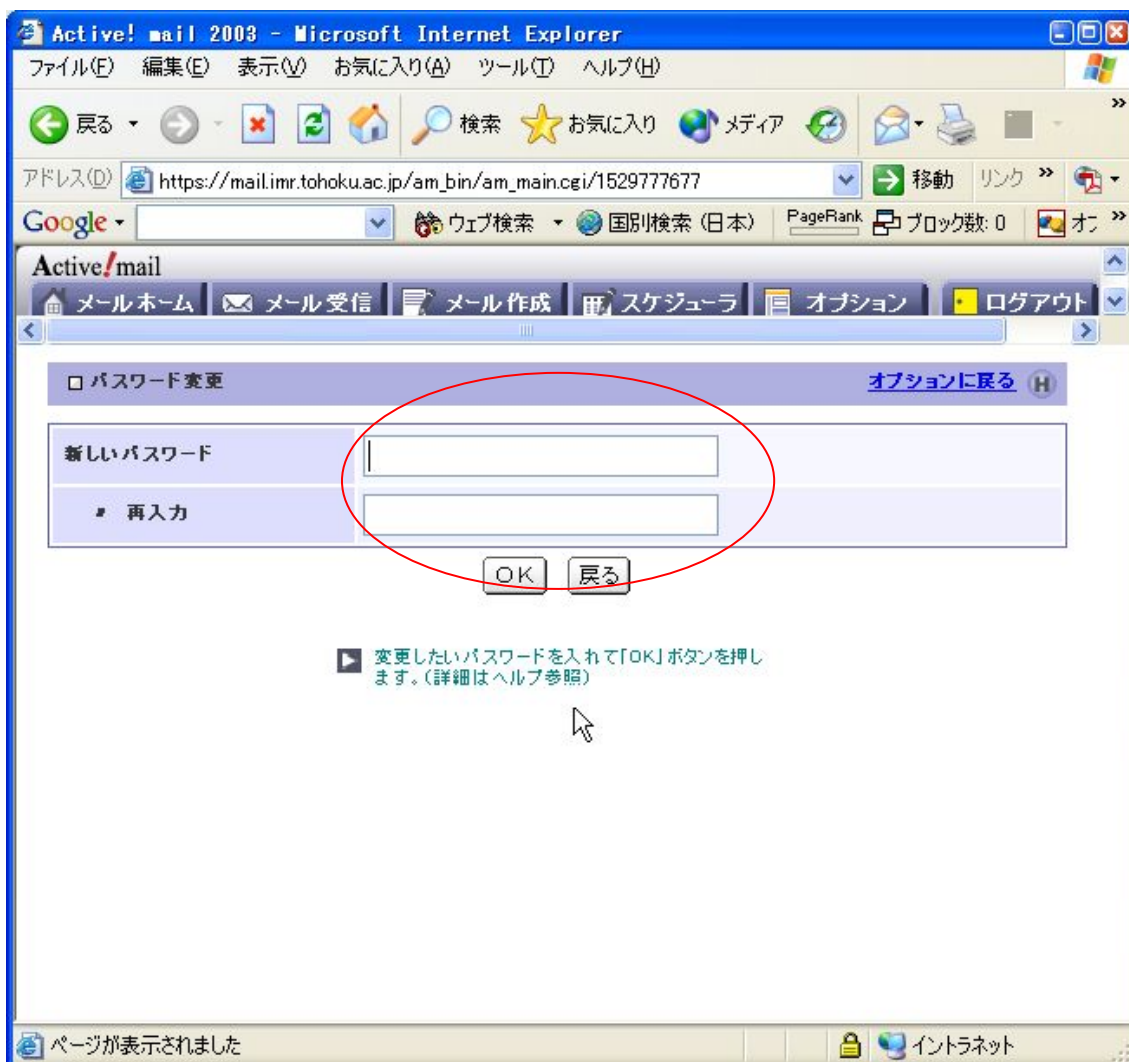 Active! mail 2003 - Microsoft Internet Explorer
ファイル(F) 編集(E) 表示(V) お気に入り(A) ツール(T) ヘルプ(H)
戻る 検索 お気に入り メディア »
アドレス(D) https://mail.imr.tohoku.ac.jp/am_bin/am_main.cgi/1529777677 移動 リンク »
Google ウェブ検索 国別検索 (日本) PageRank ブロック数: 0 オプ »
Active!mail
メールホーム メール受信 メール作成 スケジューラ オプション ログアウト
□ パスワード変更 オプションに戻る H
新しいパスワード
〃 再入力
OK 戻る
変更したいパスワードを入れて「OK」ボタンを押し
ます。(詳細はヘルプ参照)
ページが表示されました イントラネット